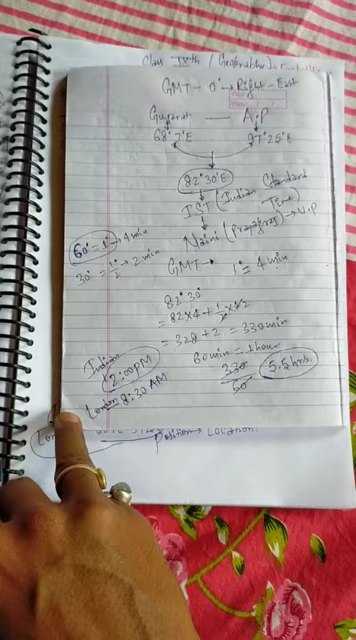 Class IXth (Geography)
GMT - 0° → Right - East
Gujarat — A.P
68°7'E 97°25'E
82°30'E
IST (Indian Standard Time)
Naini (Prayagraj) → U.P
60' = 1° → 4 min
30' = 1°/2 → 2 min
GMT → 1° = 4 min
82° 30'
= 82 × 4 + 1/2 ×
= 328 + 2 = 330 min
60 min = 1 hour
330/60 5.5 hrs.
Indian
2:00 PM
London 8:30 AM
Position → Location.